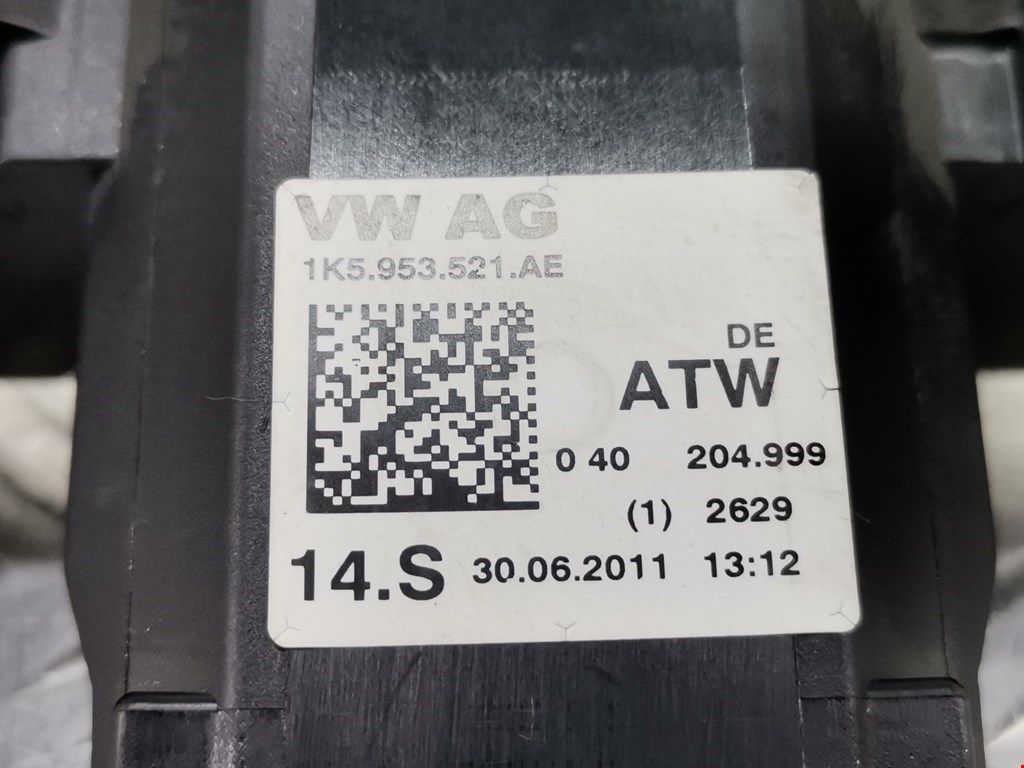 VW AG
1K5.953.521.AE
DE
ATW
0 40 204.999
(1) 2629
14.S 30.06.2011 13:12